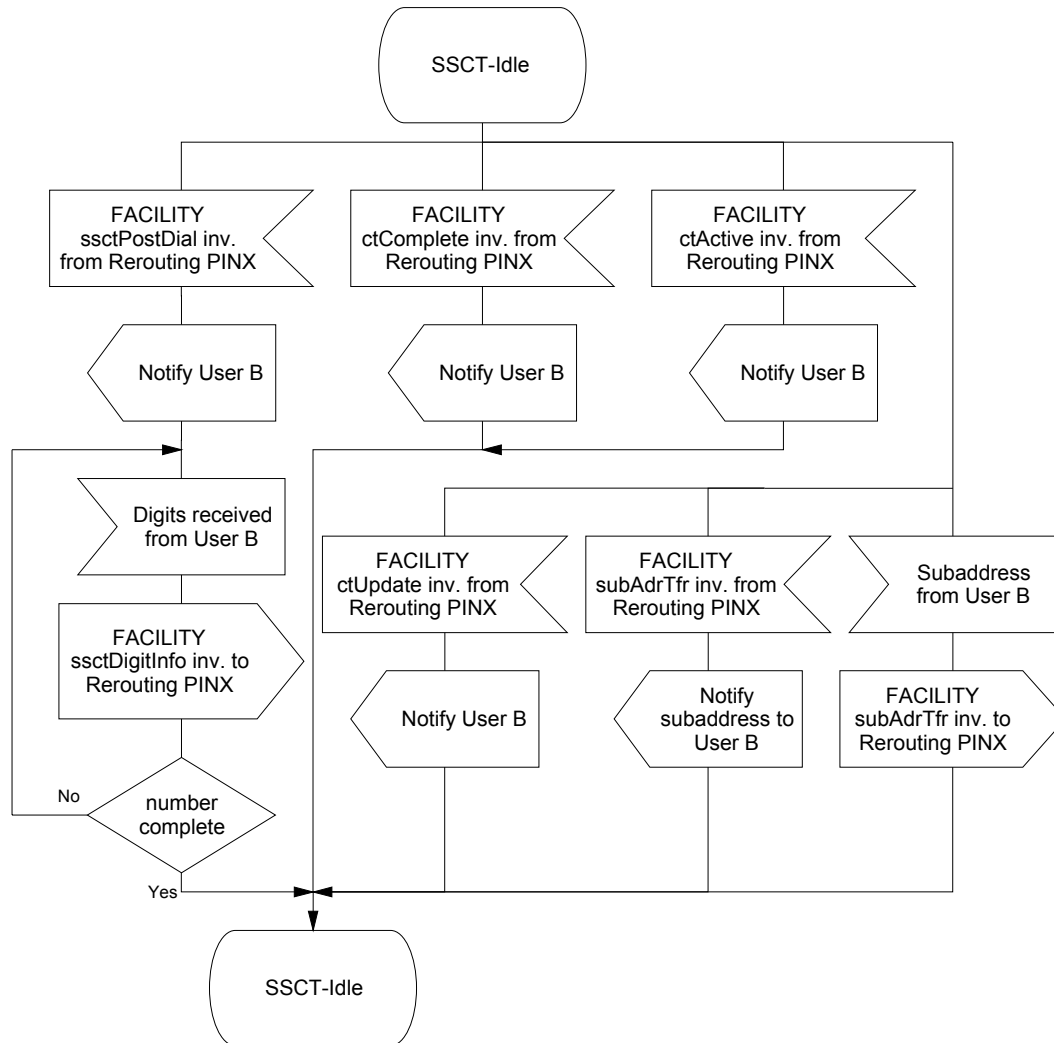 SSCT-Idle
FACILITY
ssctPostDial inv.
from Rerouting PINX
FACILITY
ctComplete inv. from
Rerouting PINX
FACILITY
ctActive inv. from
Rerouting PINX
Notify User B
Notify User B
Notify User B
Digits received
from User B
FACILITY
ctUpdate inv. from
Rerouting PINX
FACILITY
subAdrTfr inv. from
Rerouting PINX
Subaddress
from User B
FACILITY
ssctDigitInfo inv. to
Rerouting PINX
Notify User B
Notify
subaddress to
User B
FACILITY
subAdrTfr inv. to
Rerouting PINX
No
number
complete
Yes
SSCT-Idle